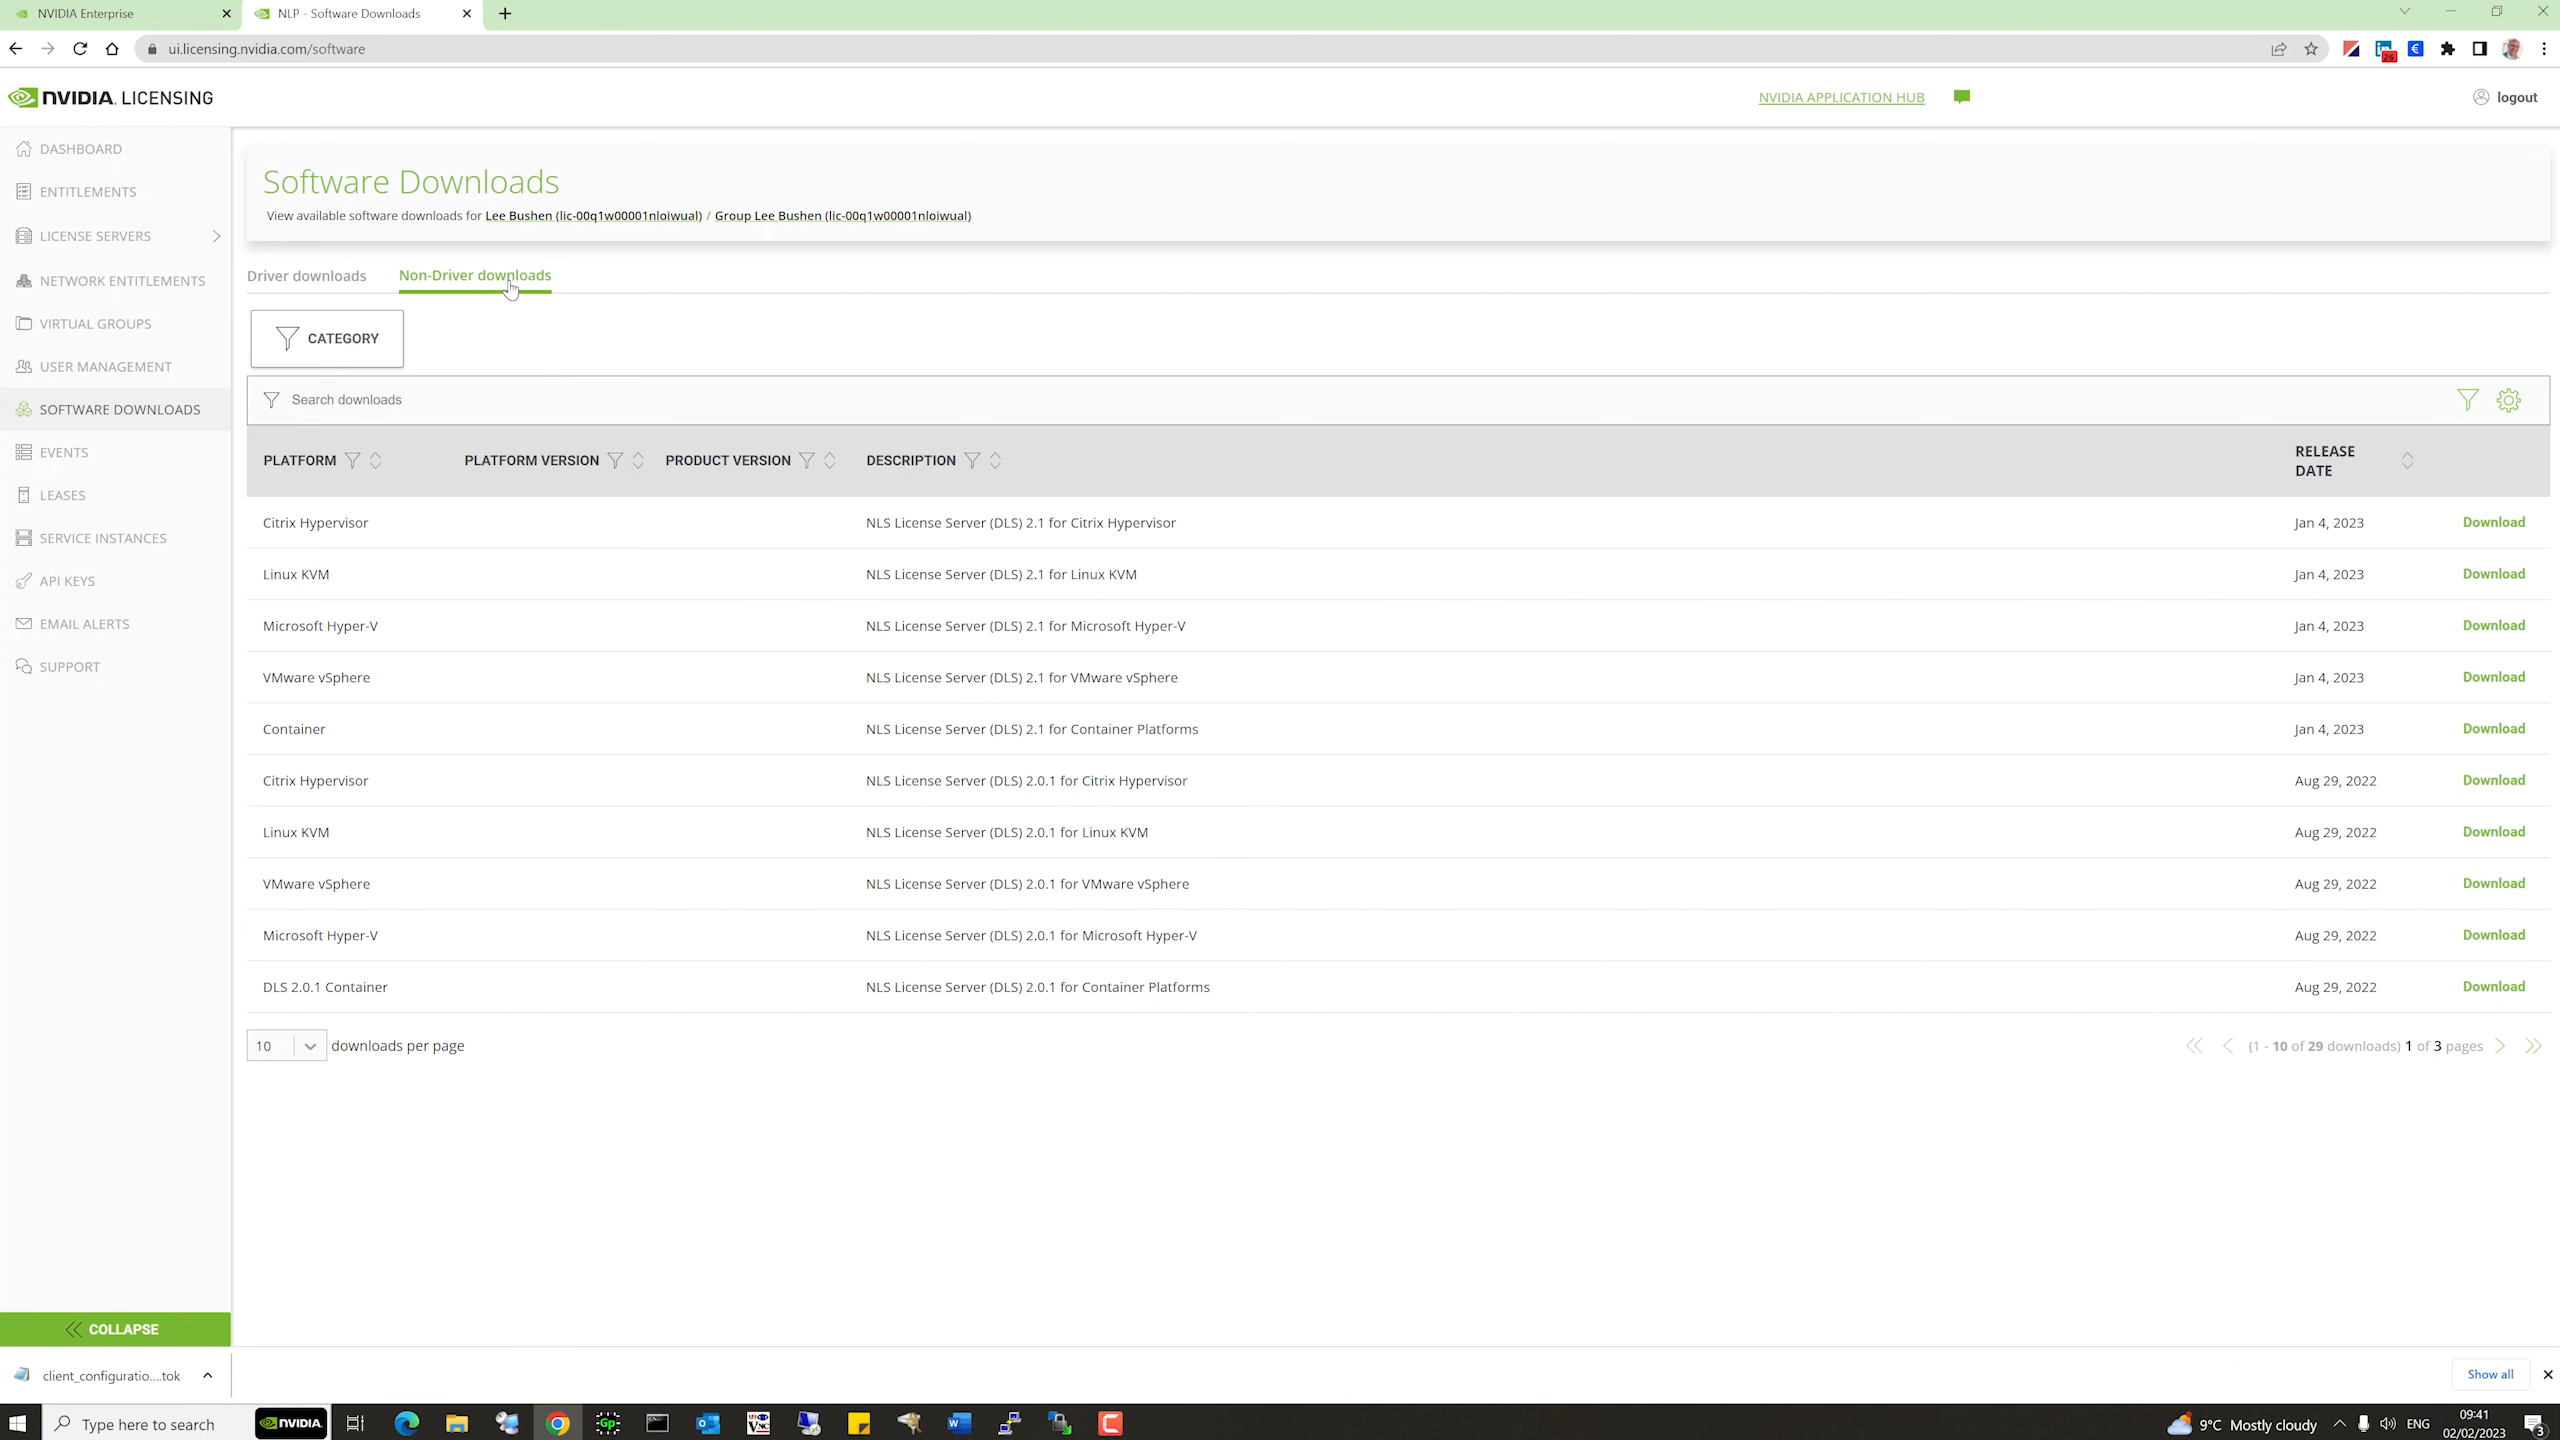 NVIDIA Enterprise
NLP - Software Downloads
ui.licensing.nvidia.com/software
26
NVIDIA. LICENSING
NVIDIA APPLICATION HUB
logout
DASHBOARD
ENTITLEMENTS
LICENSE SERVERS
NETWORK ENTITLEMENTS
VIRTUAL GROUPS
USER MANAGEMENT
SOFTWARE DOWNLOADS
EVENTS
LEASES
SERVICE INSTANCES
API KEYS
EMAIL ALERTS
SUPPORT
COLLAPSE
Software Downloads
View available software downloads for Lee Bushen (lic-00q1w00001nloiwual) / Group Lee Bushen (lic-00q1w00001nloiwual)
Driver downloads Non-Driver downloads
CATEGORY
Search downloads
PLATFORM PLATFORM VERSION PRODUCT VERSION DESCRIPTION RELEASE DATE
Citrix Hypervisor NLS License Server (DLS) 2.1 for Citrix Hypervisor Jan 4, 2023 Download
Linux KVM NLS License Server (DLS) 2.1 for Linux KVM Jan 4, 2023 Download
Microsoft Hyper-V NLS License Server (DLS) 2.1 for Microsoft Hyper-V Jan 4, 2023 Download
VMware vSphere NLS License Server (DLS) 2.1 for VMware vSphere Jan 4, 2023 Download
Container NLS License Server (DLS) 2.1 for Container Platforms Jan 4, 2023 Download
Citrix Hypervisor NLS License Server (DLS) 2.0.1 for Citrix Hypervisor Aug 29, 2022 Download
Linux KVM NLS License Server (DLS) 2.0.1 for Linux KVM Aug 29, 2022 Download
VMware vSphere NLS License Server (DLS) 2.0.1 for VMware vSphere Aug 29, 2022 Download
Microsoft Hyper-V NLS License Server (DLS) 2.0.1 for Microsoft Hyper-V Aug 29, 2022 Download
DLS 2.0.1 Container NLS License Server (DLS) 2.0.1 for Container Platforms Aug 29, 2022 Download
10 downloads per page
(1 - 10 of 29 downloads) 1 of 3 pages
client_configuratio....tok
Show all
Type here to search
NVIDIA.
Gp
VNC
9°C Mostly cloudy
ENG
09:41
02/02/2023
3